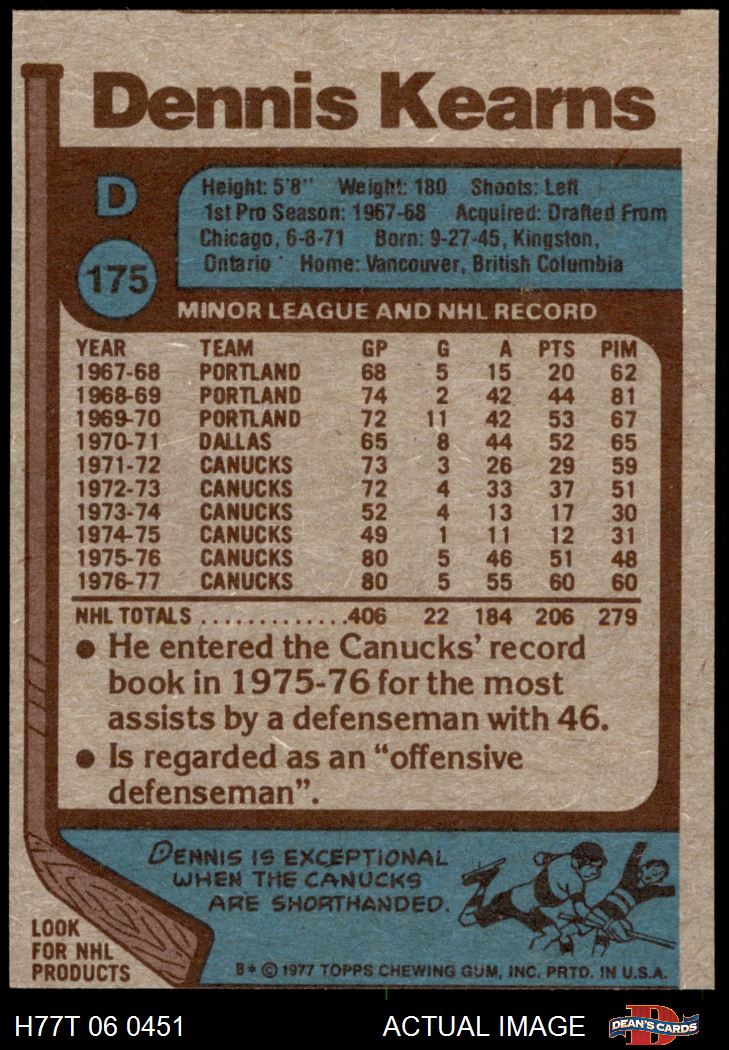 Dennis Kearns
D
175
Height: 5'8" Weight: 180 Shoots: Left
1st Pro Season: 1967-68 Acquired: Drafted From
Chicago, 6-8-71 Born: 9-27-45, Kingston,
Ontario Home: Vancouver, British Columbia
MINOR LEAGUE AND NHL RECORD
YEAR TEAM GP G A PTS PIM
1967-68 PORTLAND 68 5 15 20 62
1968-69 PORTLAND 74 2 42 44 81
1969-70 PORTLAND 72 11 42 53 67
1970-71 DALLAS 65 8 44 52 65
1971-72 CANUCKS 73 3 26 29 59
1972-73 CANUCKS 72 4 33 37 51
1973-74 CANUCKS 52 4 13 17 30
1974-75 CANUCKS 49 1 11 12 31
1975-76 CANUCKS 80 5 46 51 48
1976-77 CANUCKS 80 5 55 60 60
NHL TOTALS .............406 22 184 206 279
• He entered the Canucks' record
book in 1975-76 for the most
assists by a defenseman with 46.
• Is regarded as an "offensive
defenseman".
DENNIS IS EXCEPTIONAL
WHEN THE CANUCKS
ARE SHORTHANDED.
LOOK
FOR NHL
PRODUCTS
B* © 1977 TOPPS CHEWING GUM, INC. PRTD. IN U.S.A.
H77T 06 0451 ACTUAL IMAGE DEAN'S CARDS